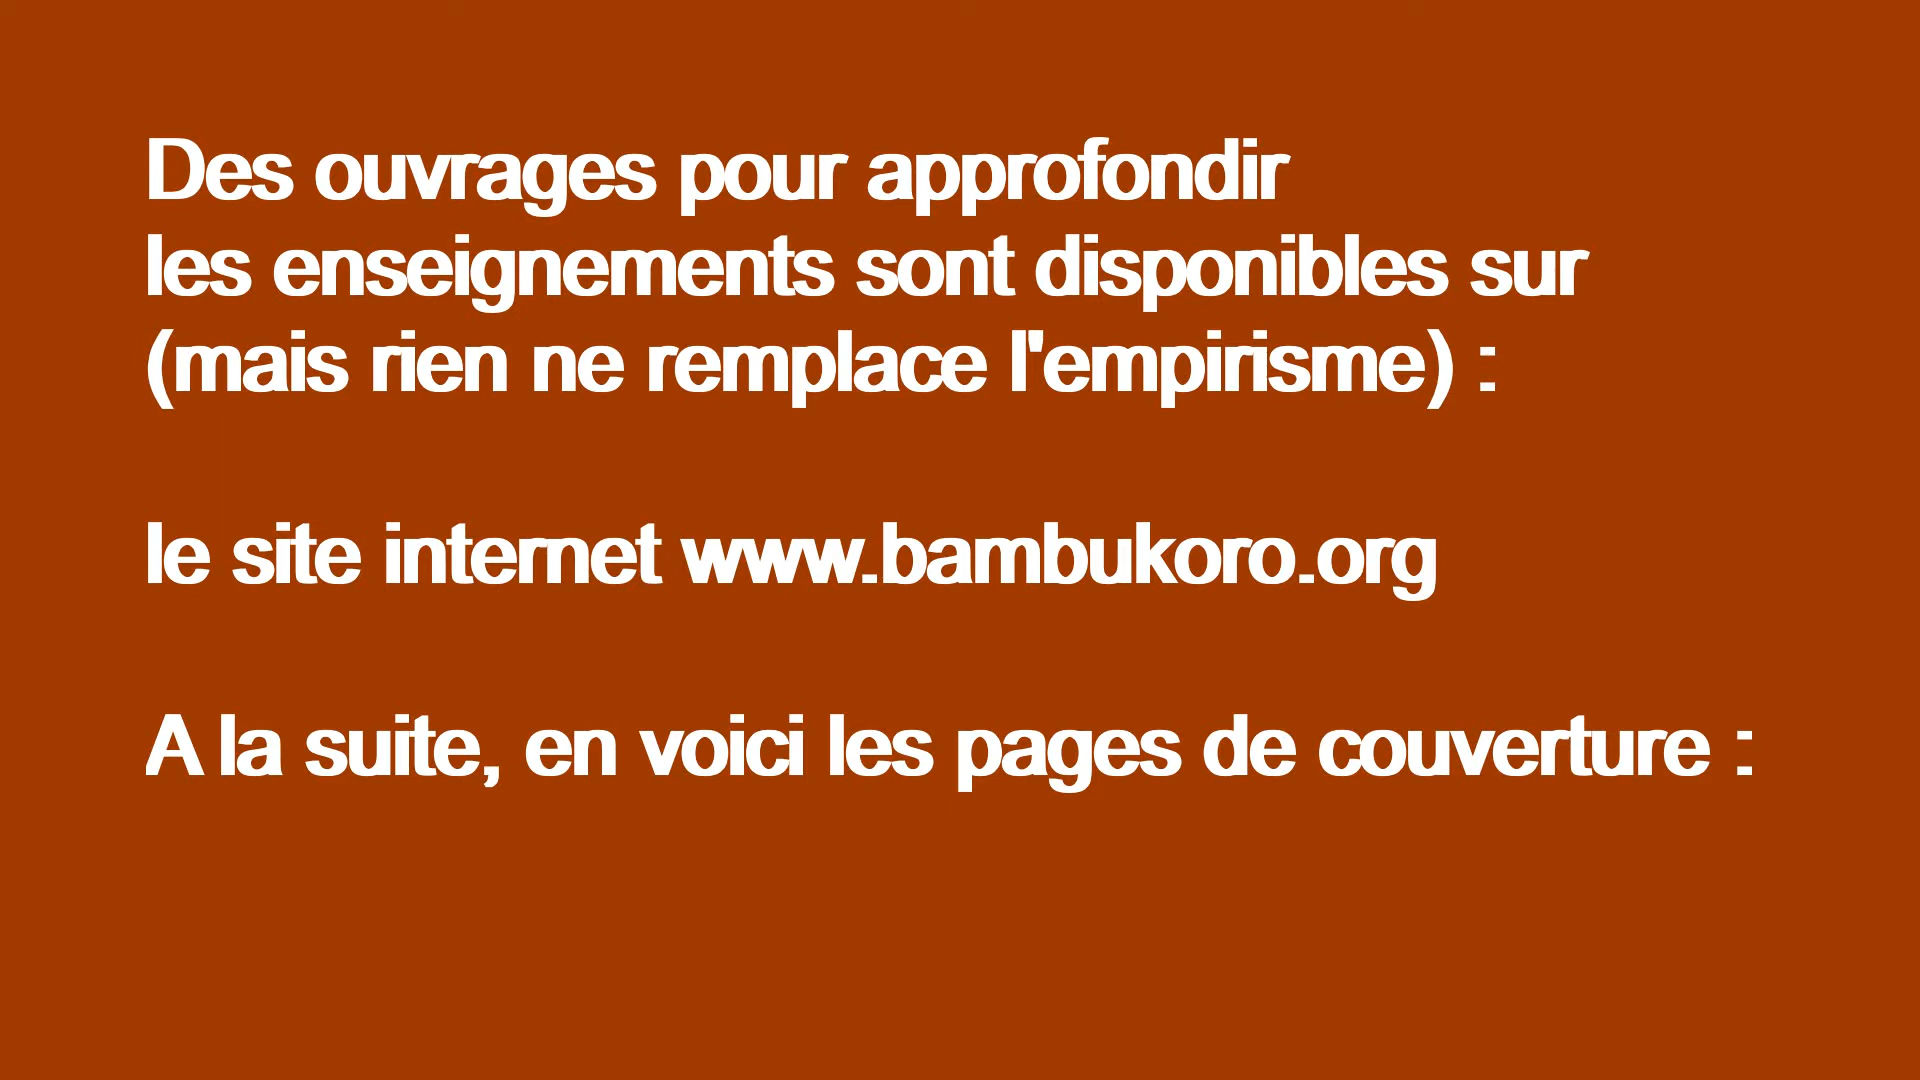 Des ouvrages pour approfondir
les enseignements sont disponibles sur
(mais rien ne remplace l'empirisme) :
le site internet www.bambukoro.org
A la suite, en voici les pages de couverture :